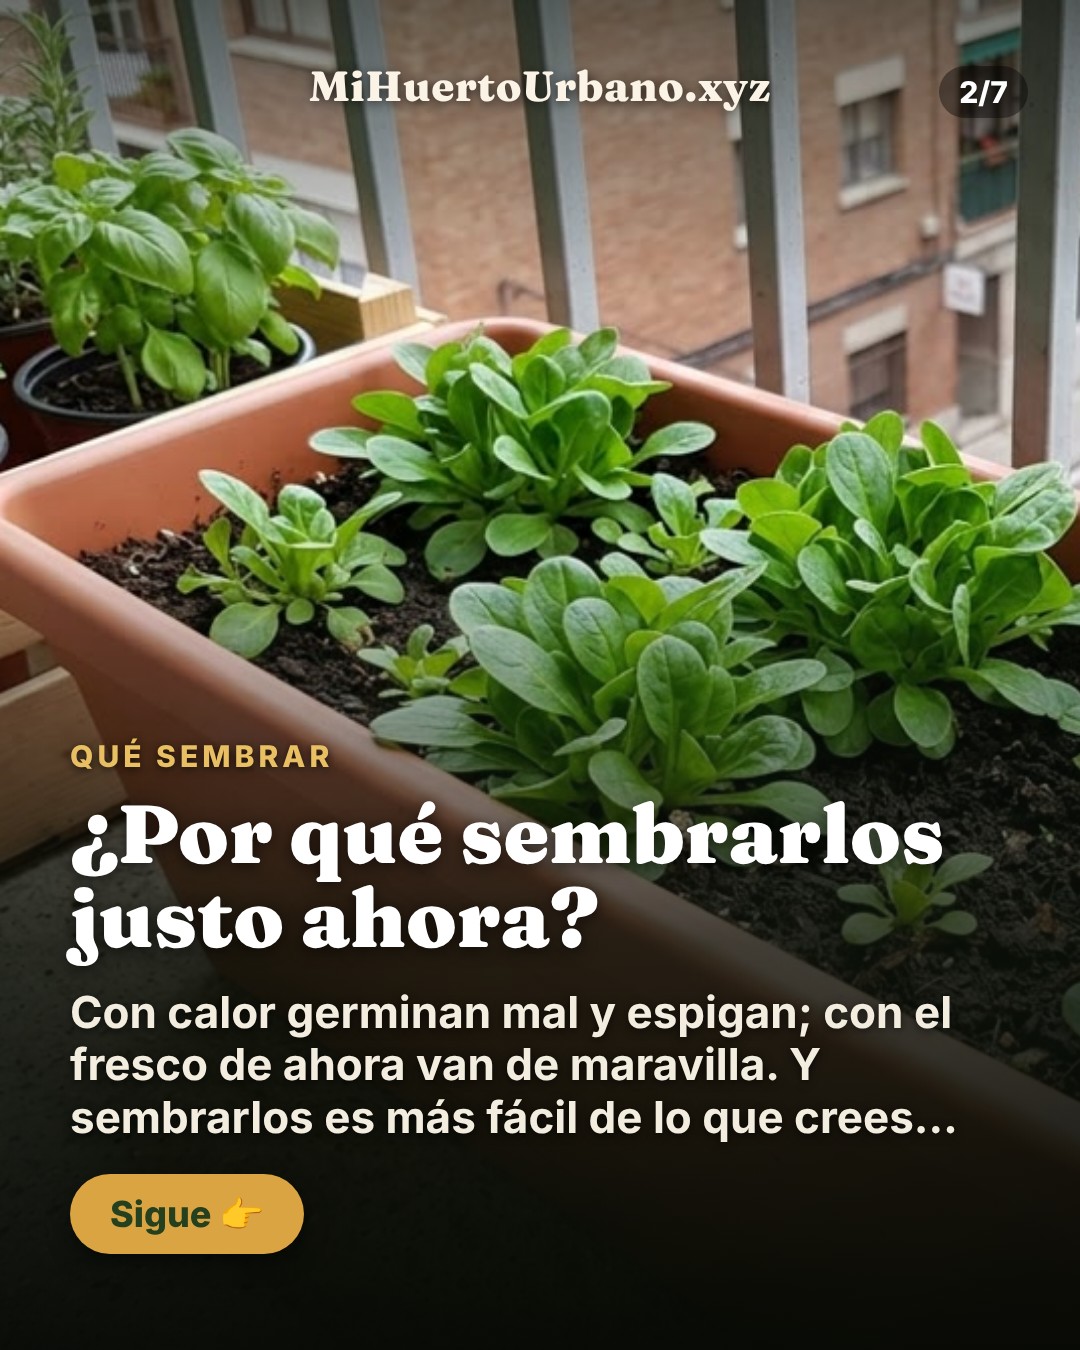 MiHuertoUrbano.xyz
2/7
QUÉ SEMBRAR
¿Por qué sembrarlos
justo ahora?
Con calor germinan mal y espigan; con el
fresco de ahora van de maravilla. Y
sembrarlos es más fácil de lo que crees...
Sigue 👉